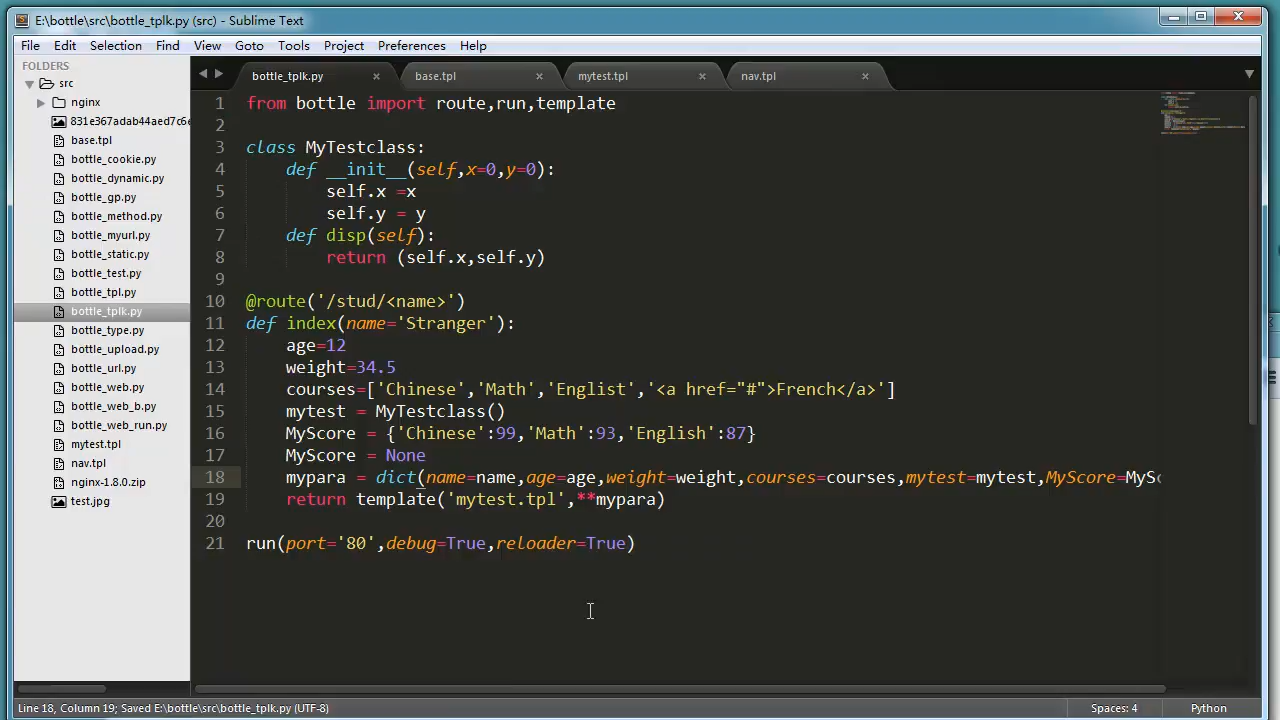 E:\bottle\src\bottle_tplk.py (src) - Sublime Text
File Edit Selection Find View Goto Tools Project Preferences Help
FOLDERS
src
nginx
831e367adab44aed7c6e
base.tpl
bottle_cookie.py
bottle_dynamic.py
bottle_gp.py
bottle_method.py
bottle_myurl.py
bottle_static.py
bottle_test.py
bottle_tpl.py
bottle_tplk.py
bottle_type.py
bottle_upload.py
bottle_url.py
bottle_web.py
bottle_web_b.py
bottle_web_run.py
mytest.tpl
nav.tpl
nginx-1.8.0.zip
test.jpg
bottle_tplk.py base.tpl mytest.tpl nav.tpl
1 from bottle import route,run,template
2
3 class MyTestclass:
4 def __init__(self,x=0,y=0):
5 self.x =x
6 self.y = y
7 def disp(self):
8 return (self.x,self.y)
9
10 @route('/stud/<name>')
11 def index(name='Stranger'):
12 age=12
13 weight=34.5
14 courses=['Chinese','Math','Englist','<a href="#">French</a>']
15 mytest = MyTestclass()
16 MyScore = {'Chinese':99,'Math':93,'English':87}
17 MyScore = None
18 mypara = dict(name=name,age=age,weight=weight,courses=courses,mytest=mytest,MyScore=MySc
19 return template('mytest.tpl',**mypara)
20
21 run(port='80',debug=True,reloader=True)
Line 18, Column 19; Saved E:\bottle\src\bottle_tplk.py (UTF-8) Spaces: 4 Python